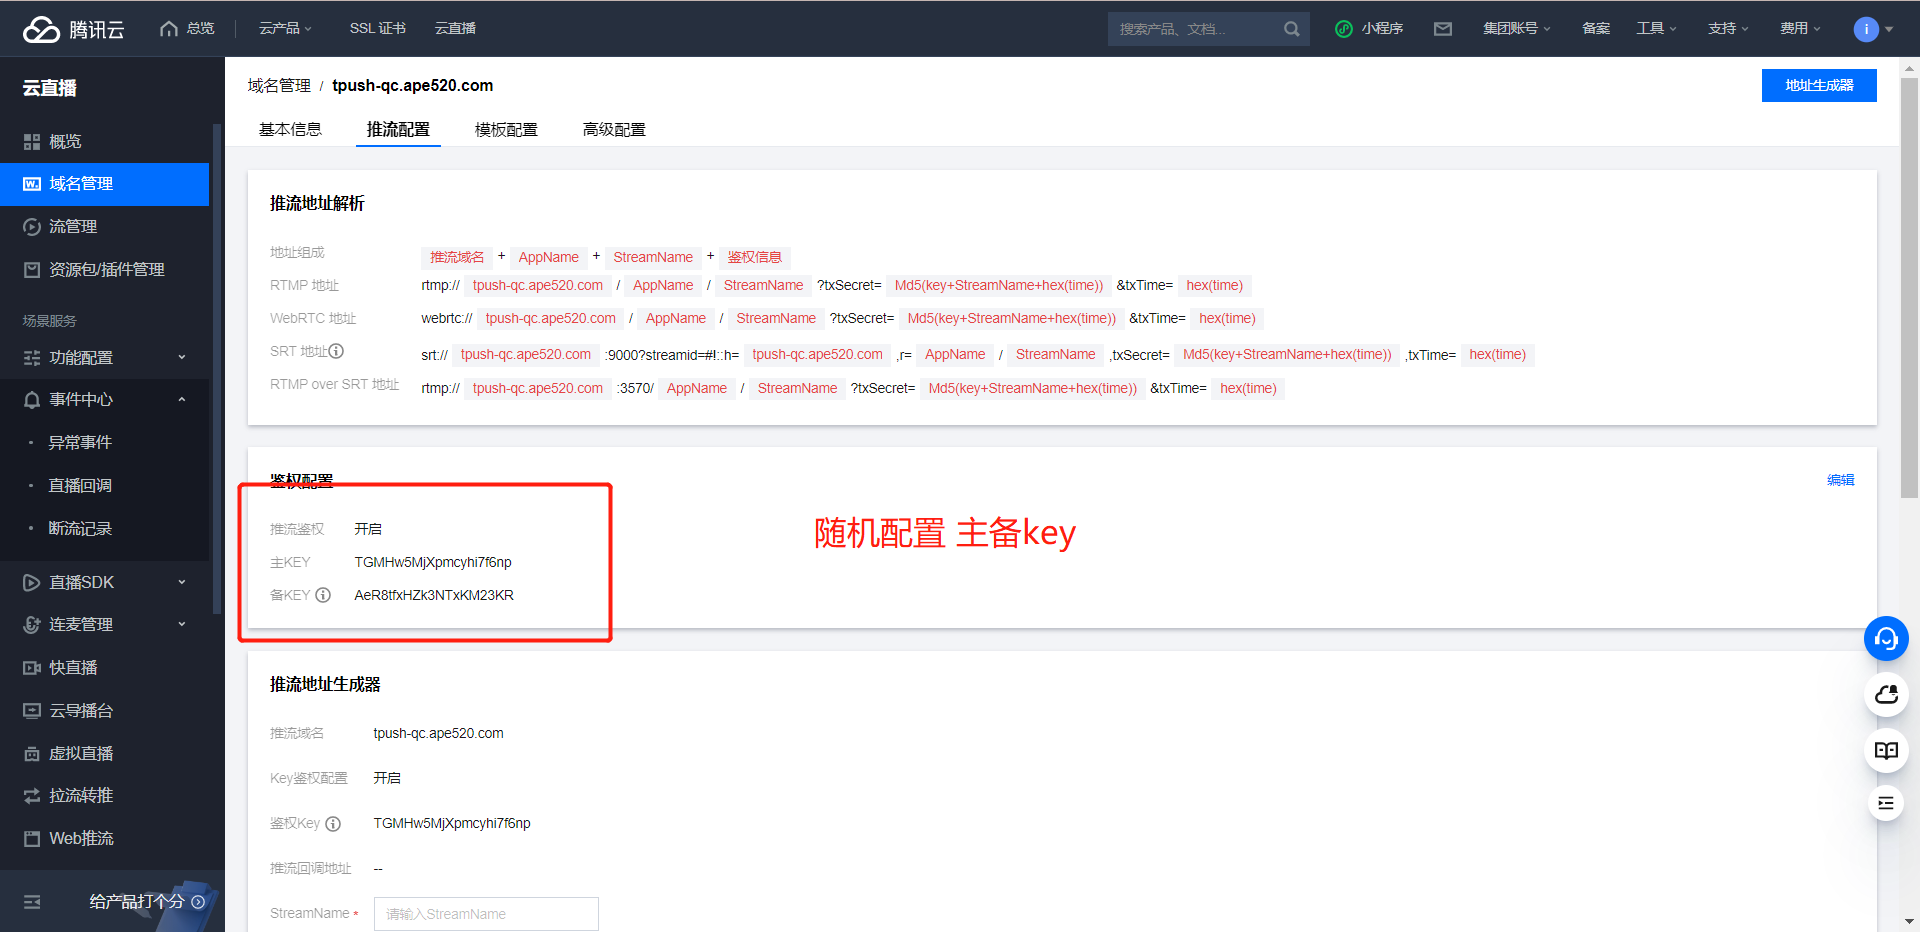 腾讯云 总览 云产品 SSL 证书 云直播 搜索产品、文档... 小程序 集团账号 备案 工具 支持 费用 i
云直播
概览
域名管理
流管理
资源包/插件管理
场景服务
功能配置
事件中心
· 异常事件
· 直播回调
· 断流记录
直播SDK
连麦管理
快直播
云导播台
虚拟直播
拉流转推
Web推流
给产品打个分
域名管理 / tpush-qc.ape520.com 地址生成器
基本信息 推流配置 模板配置 高级配置
推流地址解析
地址组成 推流域名 + AppName + StreamName + 鉴权信息
RTMP 地址 rtmp:// tpush-qc.ape520.com / AppName / StreamName ?txSecret= Md5(key+StreamName+hex(time)) &txTime= hex(time)
WebRTC 地址 webrtc:// tpush-qc.ape520.com / AppName / StreamName ?txSecret= Md5(key+StreamName+hex(time)) &txTime= hex(time)
SRT 地址 srt:// tpush-qc.ape520.com :9000?streamid=#!::h= tpush-qc.ape520.com ,r= AppName / StreamName ,txSecret= Md5(key+StreamName+hex(time)) ,txTime= hex(time)
RTMP over SRT 地址 rtmp:// tpush-qc.ape520.com :3570/ AppName / StreamName ?txSecret= Md5(key+StreamName+hex(time)) &txTime= hex(time)
鉴权配置 编辑
推流鉴权 开启
主KEY TGMHw5MjXpmcyhi7f6np
备KEY AeR8tfxHZk3NTxKM23KR
随机配置 主备key
推流地址生成器
推流域名 tpush-qc.ape520.com
Key鉴权配置 开启
鉴权Key TGMHw5MjXpmcyhi7f6np
推流回调地址 --
StreamName * 请输入StreamName